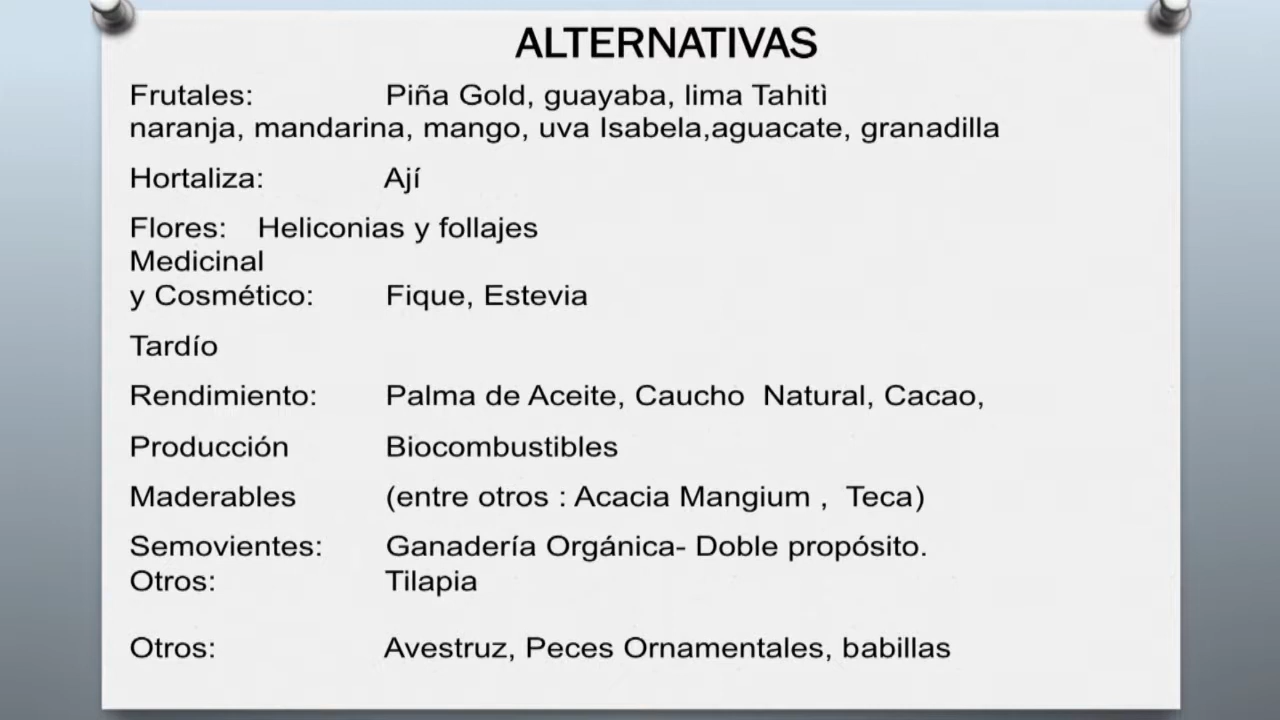 ALTERNATIVAS
Frutales: Piña Gold, guayaba, lima Tahitì
naranja, mandarina, mango, uva Isabela,aguacate, granadilla
Hortaliza: Ají
Flores: Heliconias y follajes
Medicinal
y Cosmético: Fique, Estevia
Tardío
Rendimiento: Palma de Aceite, Caucho Natural, Cacao,
Producción Biocombustibles
Maderables (entre otros : Acacia Mangium , Teca)
Semovientes: Ganadería Orgánica- Doble propósito.
Otros: Tilapia
Otros: Avestruz, Peces Ornamentales, babillas